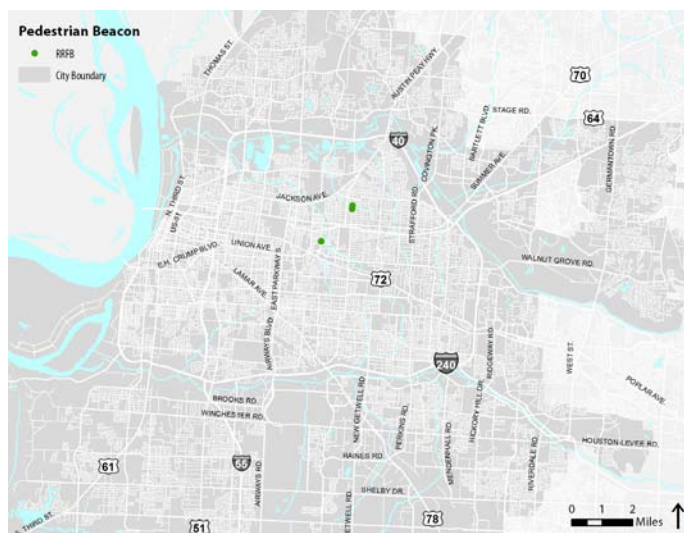 Pedestrian Beacon
RRFB
City Boundary
THOMAS ST.
AUSTIN PEAY HWY.
70
STAGE RD.
64
BARTLETT BLVD.
GERMANTOWN RD.
40
COVINGTON PK.
SUMMER AVE.
JACKSON AVE.
N. THIRD ST.
US-ST.
STRAFFORD RD.
E.H. CRUMP BLVD.
UNION AVE.
EAST PARKWAY S.
LAMAR AVE.
72
WALNUT GROVE RD.
AIRWAYS BLVD.
RIDGEWAY RD.
WEST ST.
240
POPLAR AVE.
BROOKS RD.
WINCHESTER RD.
NEW GETWELL RD.
PERKINS RD.
MENDENHALL RD.
HICKORY HILL DR.
RIVERDALE RD.
HOUSTON-LEVER RD.
61
55
AIRWAYS RD.
RAINES RD.
SHELBY DR.
GETWELL RD.
S. THIRD ST.
51
78
0 1 2
Miles